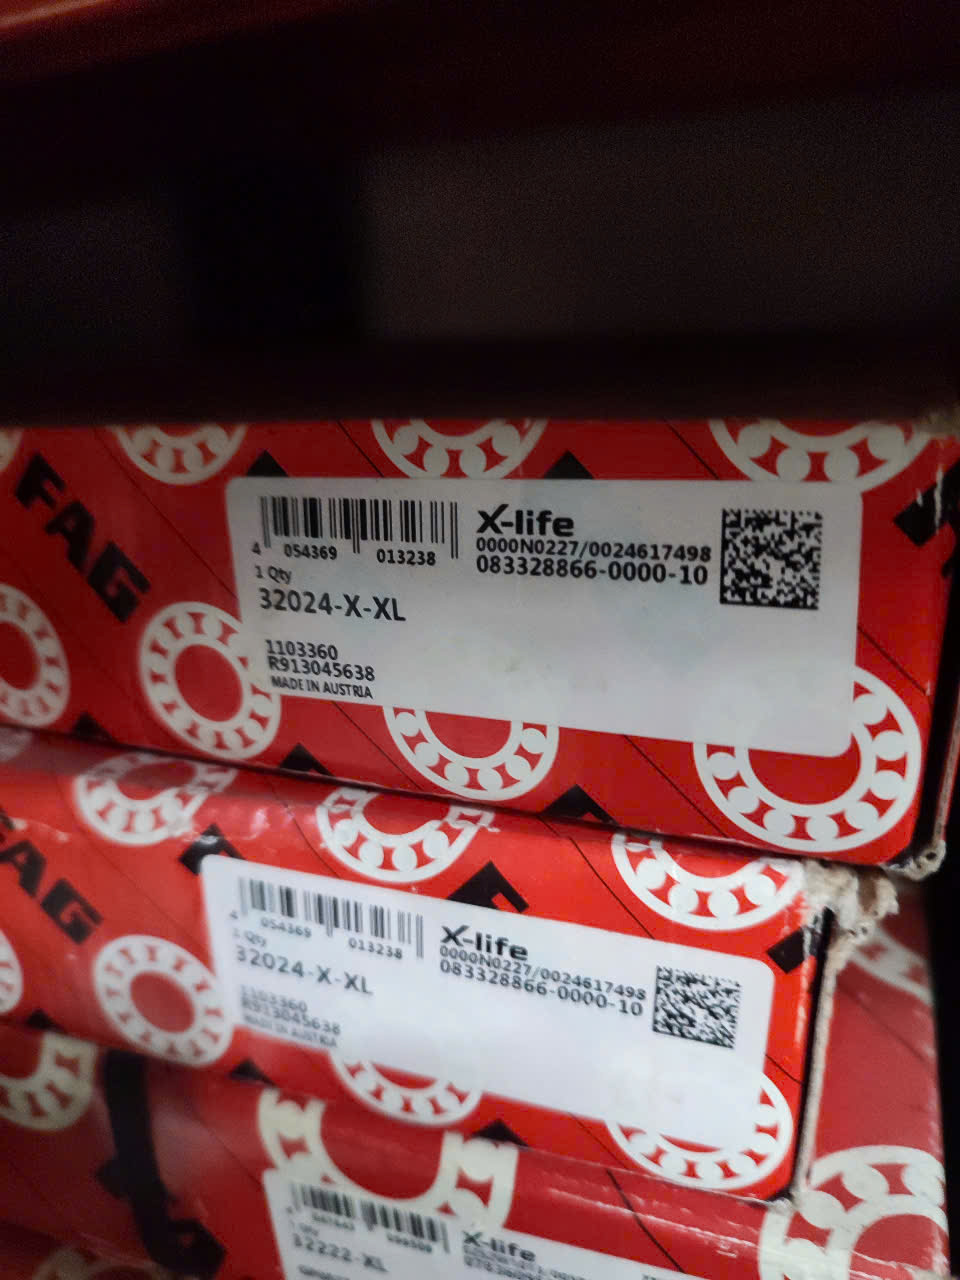 FAG
X-life
0000N0227/0024617498
083328866-0000-10
4 054369 013238
1 Qty
32024-X-XL
1103360
R913045638
MADE IN AUSTRIA
FAG
X-life
0000N0227/0024617498
083328866-0000-10
4 054369 013238
1 Qty
32024-X-XL
1103360
R913045638
MADE IN AUSTRIA
X-life
32222-XL